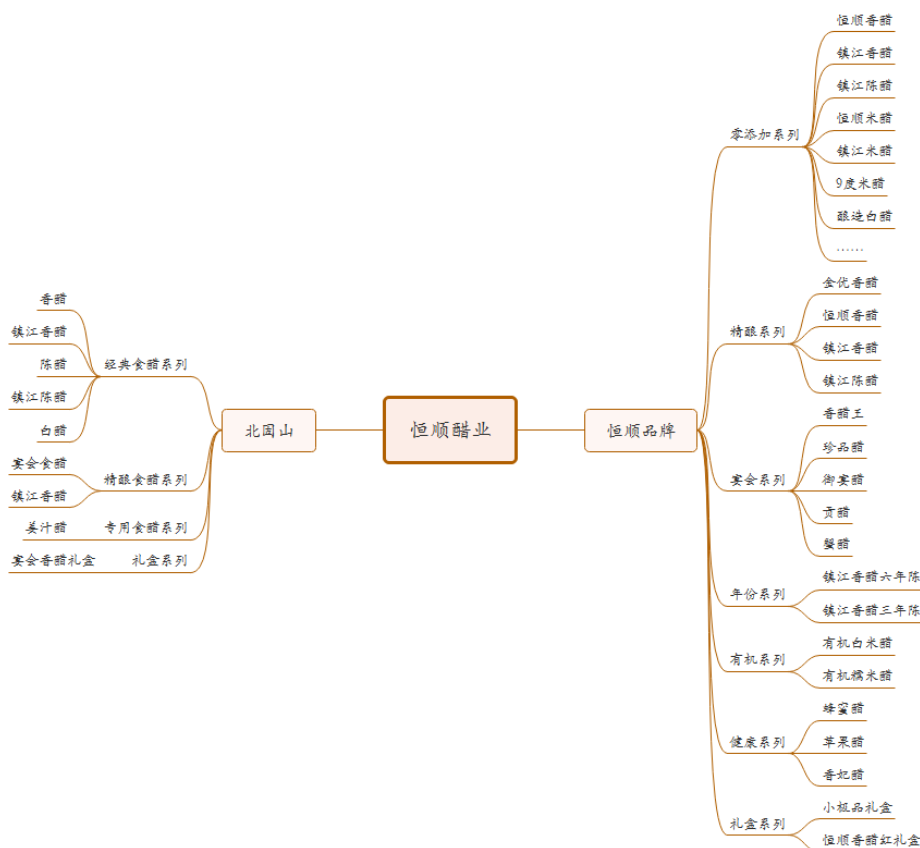 恒顺醋业
北国山
经典食醋系列
香醋
镇江香醋
陈醋
镇江陈醋
白醋
精酿食醋系列
宴会食醋
镇江香醋
专用食醋系列
姜汁醋
礼盒系列
宴会香醋礼盒
恒顺品牌
零添加系列
恒顺香醋
镇江香醋
镇江陈醋
恒顺米醋
镇江米醋
9度米醋
酿造白醋
……
精酿系列
金优香醋
恒顺香醋
镇江香醋
镇江陈醋
宴会系列
香醋王
珍品醋
御宴醋
贡醋
蟹醋
年份系列
镇江香醋六年陈
镇江香醋三年陈
有机系列
有机白米醋
有机糯米醋
健康系列
蜂蜜醋
苹果醋
香妃醋
礼盒系列
小极品礼盒
恒顺香醋红礼盒